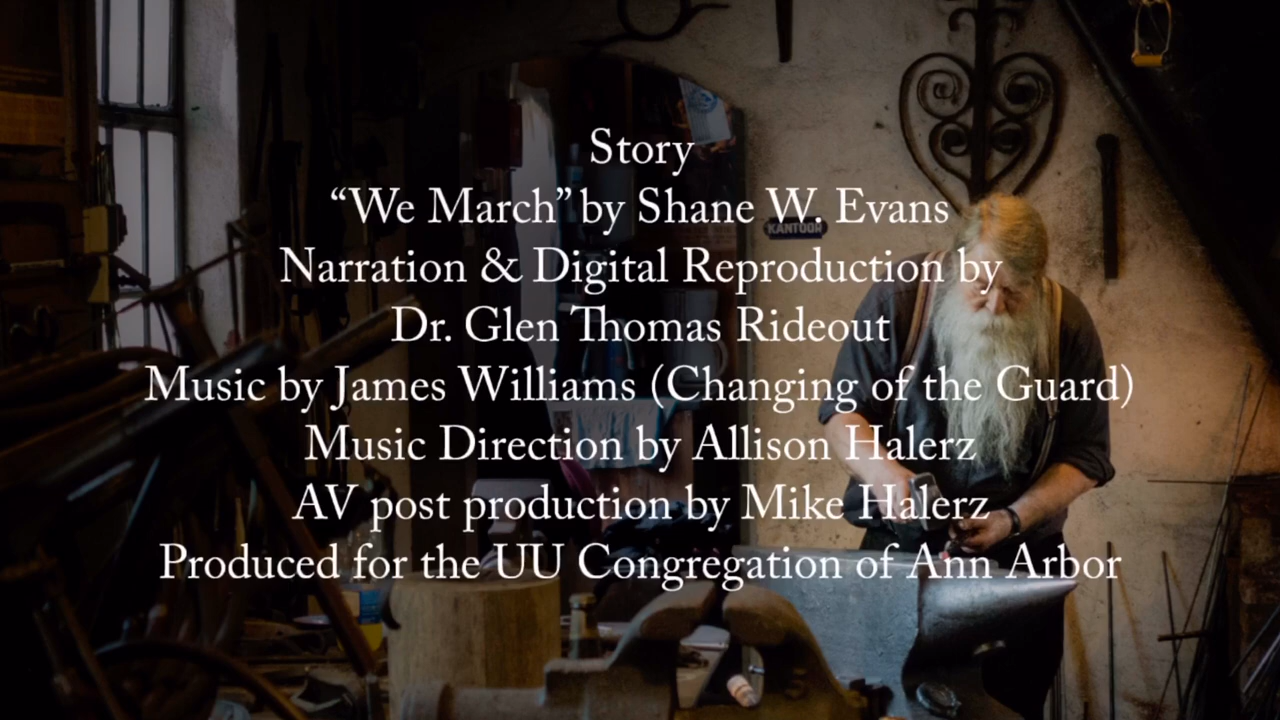 Story
“We March” by Shane W. Evans
KANTOOR
Narration & Digital Reproduction by
Dr. Glen Thomas Rideout
Music by James Williams (Changing of the Guard)
Music Direction by Allison Halerz
AV post production by Mike Halerz
Produced for the UU Congregation of Ann Arbor